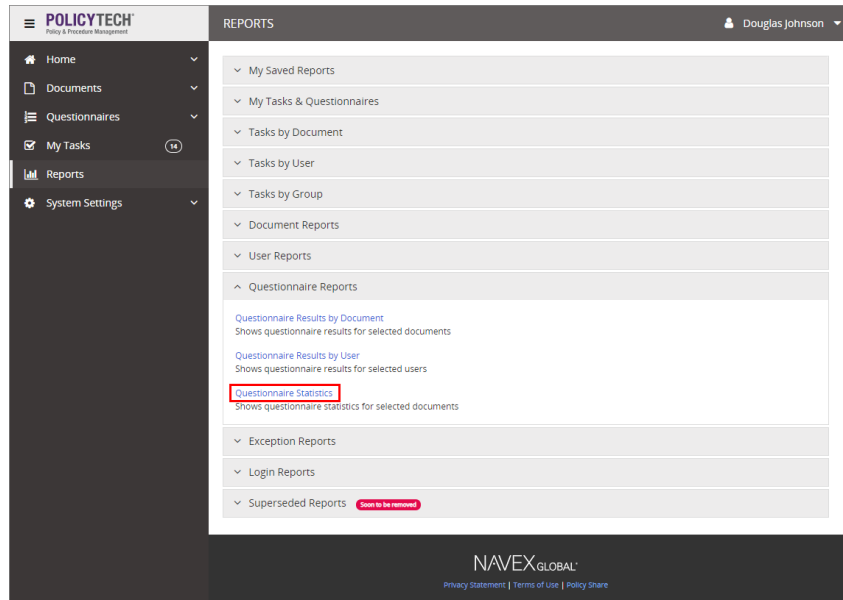 POLICYTECH
Policy & Procedure Management
REPORTS
Douglas Johnson
Home
Documents
Questionnaires
My Tasks 14
Reports
System Settings
My Saved Reports
My Tasks & Questionnaires
Tasks by Document
Tasks by User
Tasks by Group
Document Reports
User Reports
Questionnaire Reports
Questionnaire Results by Document
Shows questionnaire results for selected documents
Questionnaire Results by User
Shows questionnaire results for selected users
Questionnaire Statistics
Shows questionnaire statistics for selected documents
Exception Reports
Login Reports
Superseded Reports Soon to be removed
NAVEX GLOBAL
Privacy Statement | Terms of Use | Policy Share